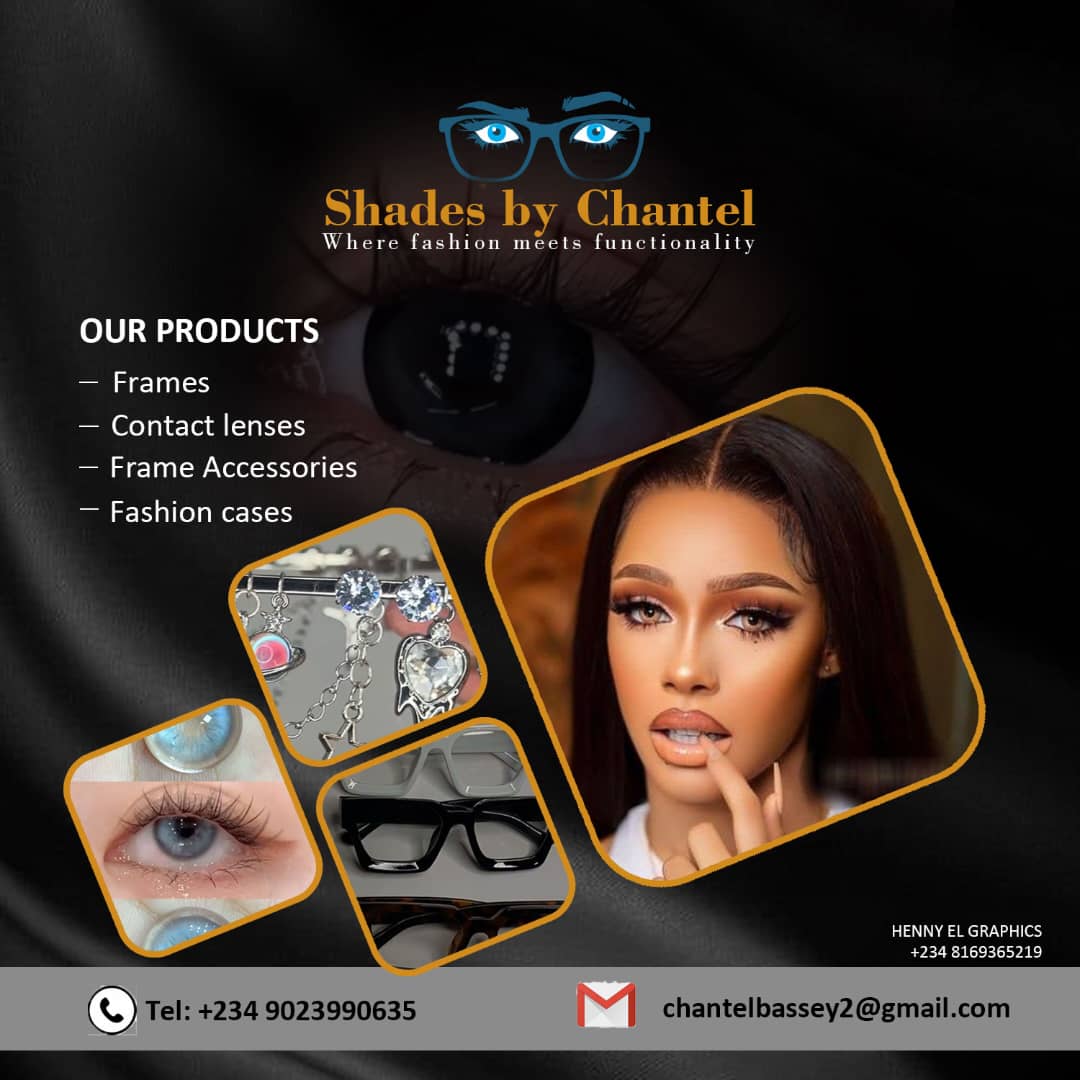 Shades by Chantel
Where fashion meets functionality
OUR PRODUCTS
– Frames
– Contact lenses
– Frame Accessories
– Fashion cases
HENNY EL GRAPHICS
+234 8169365219
Tel: +234 9023990635
chantelbassey2@gmail.com